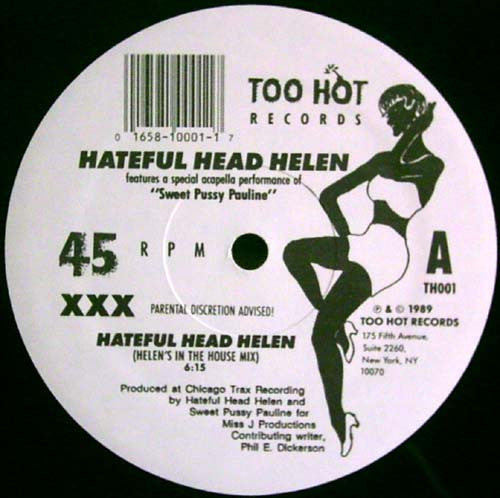 TOO HOT
RECORDS
0 1658-10001-1 7
HATEFUL HEAD HELEN
features a special acapella performance of
"Sweet Pussy Pauline"
45 RPM
A
TH001
XXX PARENTAL DISCRETION ADVISED!
℗ & © 1989
TOO HOT RECORDS
175 Fifth Avenue,
Suite 2260,
New York, NY
10070
HATEFUL HEAD HELEN
(HELEN'S IN THE HOUSE MIX)
6:15
Produced at Chicago Trax Recording
by Hateful Head Helen and
Sweet Pussy Pauline for
Miss J Productions
Contributing writer,
Phil E. Dickerson